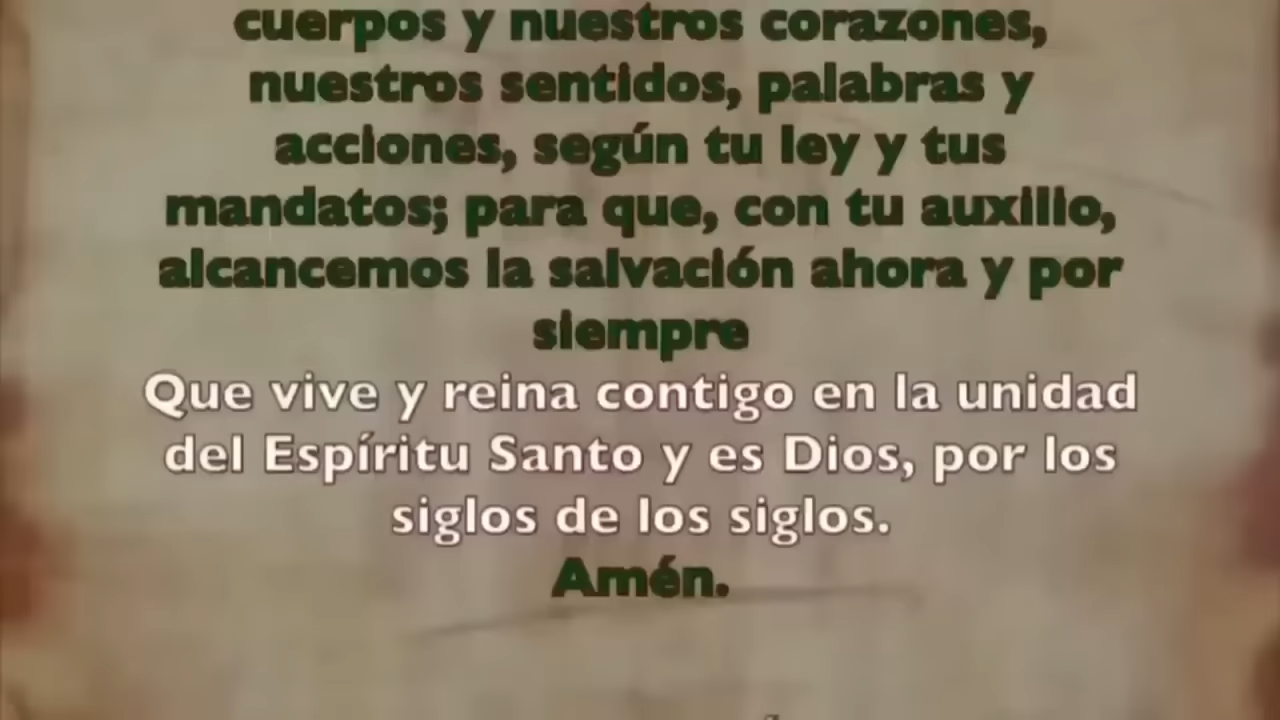 cuerpos y nuestros corazones,
nuestros sentidos, palabras y
acciones, según tu ley y tus
mandatos; para que, con tu auxilio,
alcancemos la salvación ahora y por
siempre
Que vive y reina contigo en la unidad
del Espíritu Santo y es Dios, por los
siglos de los siglos.
Amén.